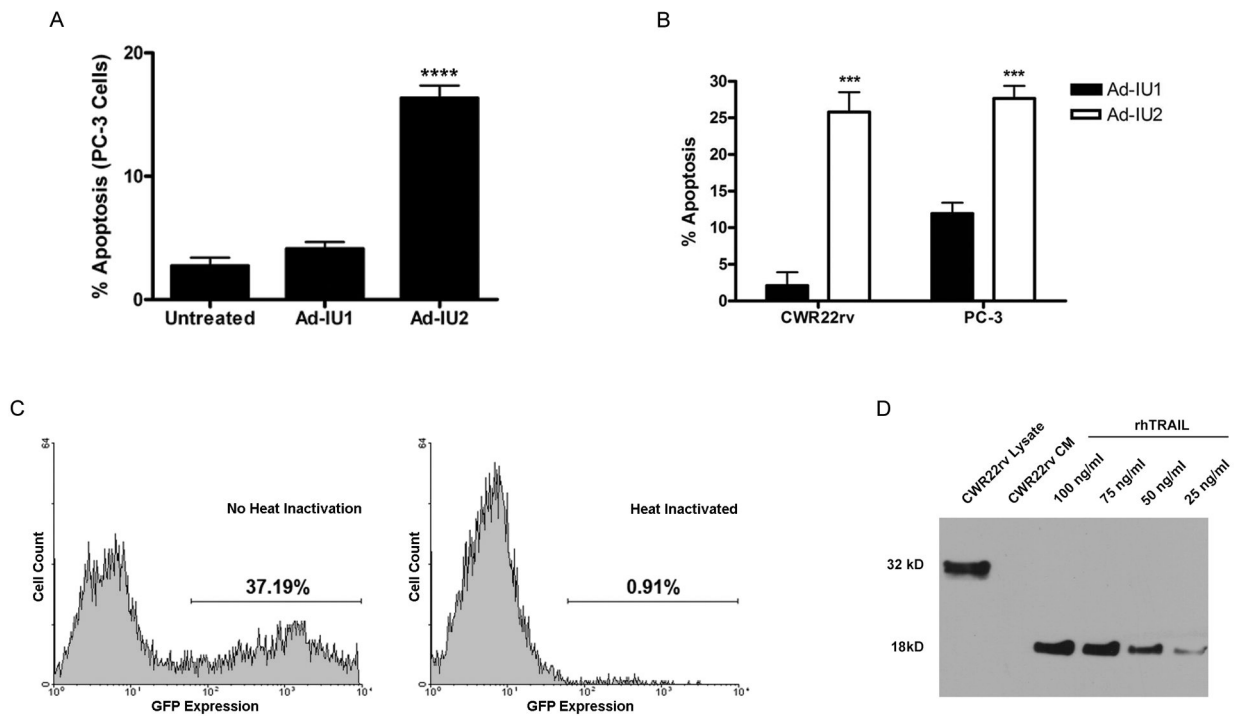 A
% Apoptosis (PC-3 Cells)
20
10
0
****
Untreated
Ad-IU1
Ad-IU2
B
% Apoptosis
30
25
20
15
10
5
0
***
***
CWR22rv
PC-3
Ad-IU1
Ad-IU2
C
Cell Count
64
0
No Heat Inactivation
37.19%
10⁰ 10¹ 10² 10³ 10⁴
GFP Expression
Cell Count
64
0
Heat Inactivated
0.91%
10⁰ 10¹ 10² 10³ 10⁴
GFP Expression
D
rhTRAIL
CWR22rv Lysate
CWR22rv CM
100 ng/ml
75 ng/ml
50 ng/ml
25 ng/ml
32 kD
18kD